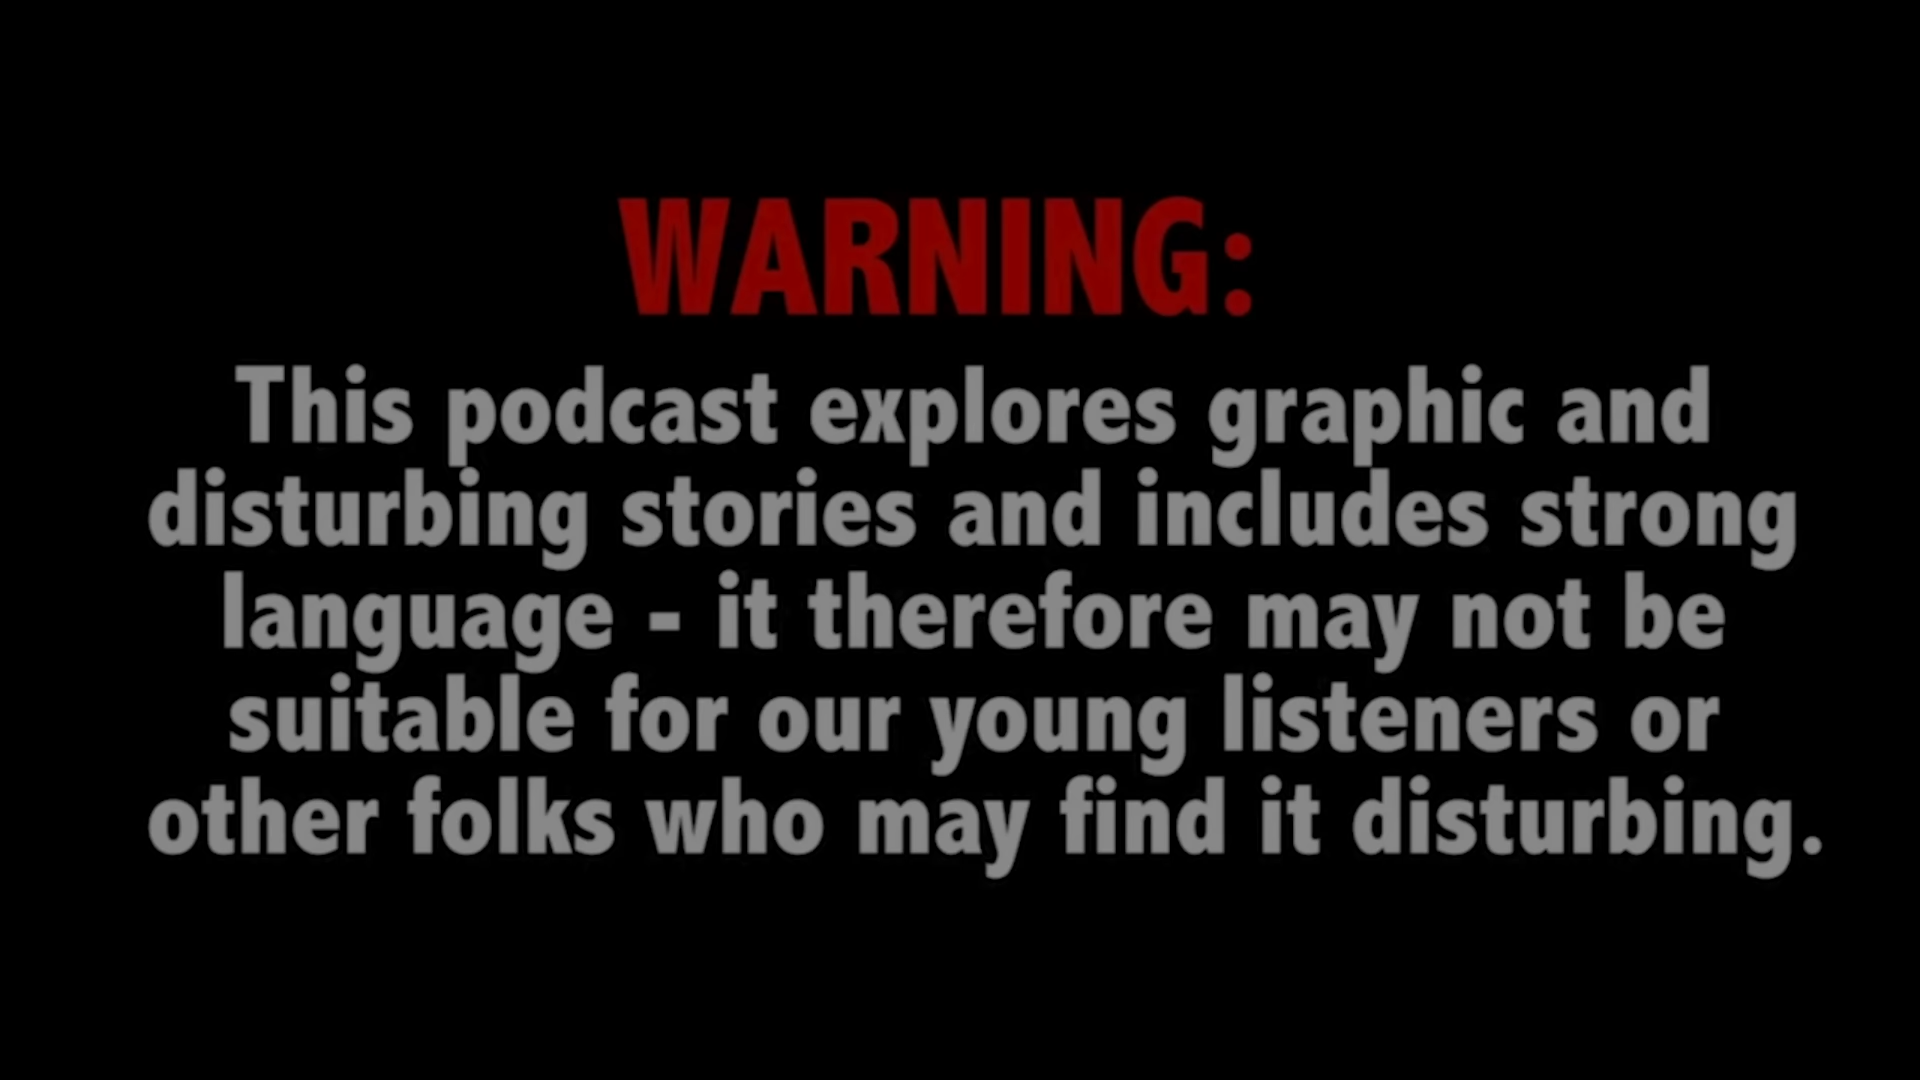 WARNING:
This podcast explores graphic and
disturbing stories and includes strong
language - it therefore may not be
suitable for our young listeners or
other folks who may find it disturbing.